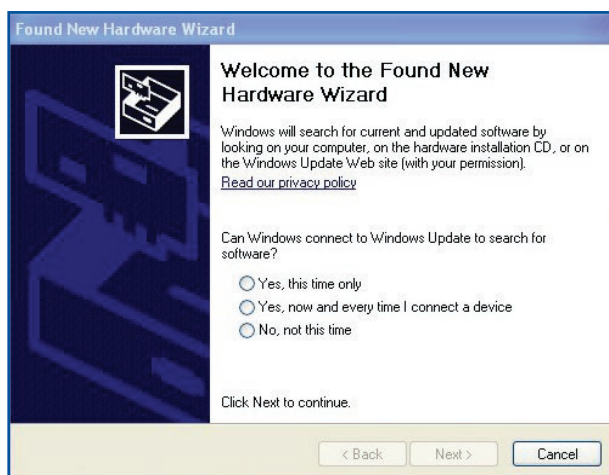 Found New Hardware Wizard
Welcome to the Found New
Hardware Wizard
Windows will search for current and updated software by
looking on your computer, on the hardware installation CD, or on
the Windows Update Web site (with your permission).
Read our privacy policy
Can Windows connect to Windows Update to search for
software?
Yes, this time only
Yes, now and every time I connect a device
No, not this time
Click Next to continue.
< Back
Next >
Cancel